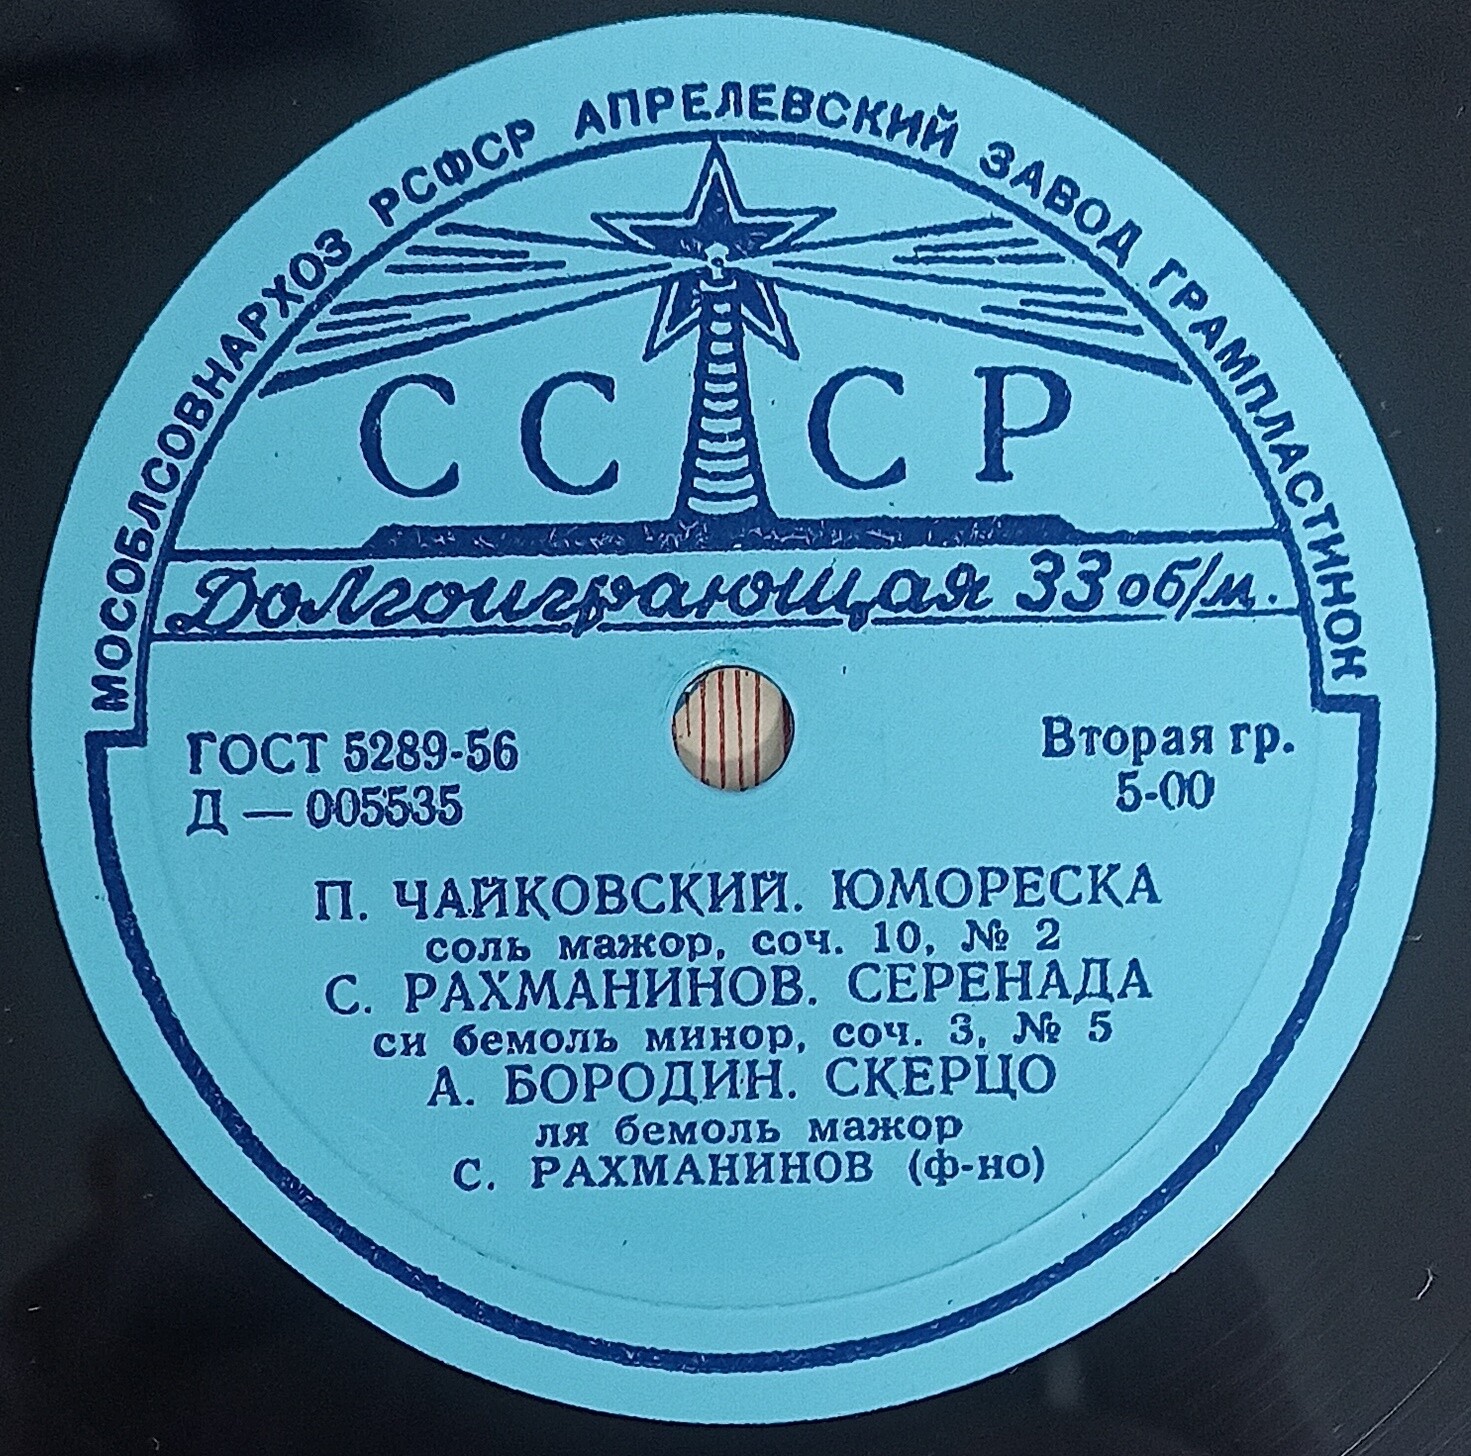 МОСОБЛСОВНАРХОЗ РСФСР АПРЕЛЕВСКИЙ ЗАВОД ГРАМПЛАСТИНОК
СССР
Долгоиграющая 33 об/м.
ГОСТ 5289-56
Д — 005535
Вторая гр.
5-00
П. ЧАЙКОВСКИЙ. ЮМОРЕСКА
соль мажор, соч. 10, № 2
С. РАХМАНИНОВ. СЕРЕНАДА
си бемоль минор, соч. 3, № 5
А. БОРОДИН. СКЕРЦО
ля бемоль мажор
С. РАХМАНИНОВ (ф-но)